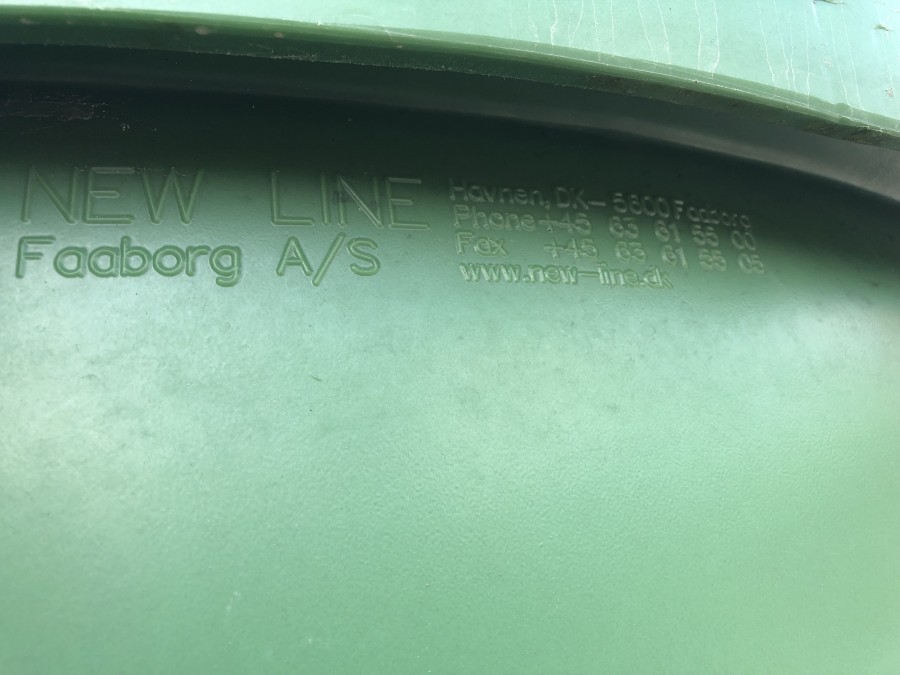 NEW LINE
Faaborg A/S
Havnen, DK-5600 Faaborg
Phone +45 63 61 55 00
Fax +45 65 61 55 05
www.new-line.dk